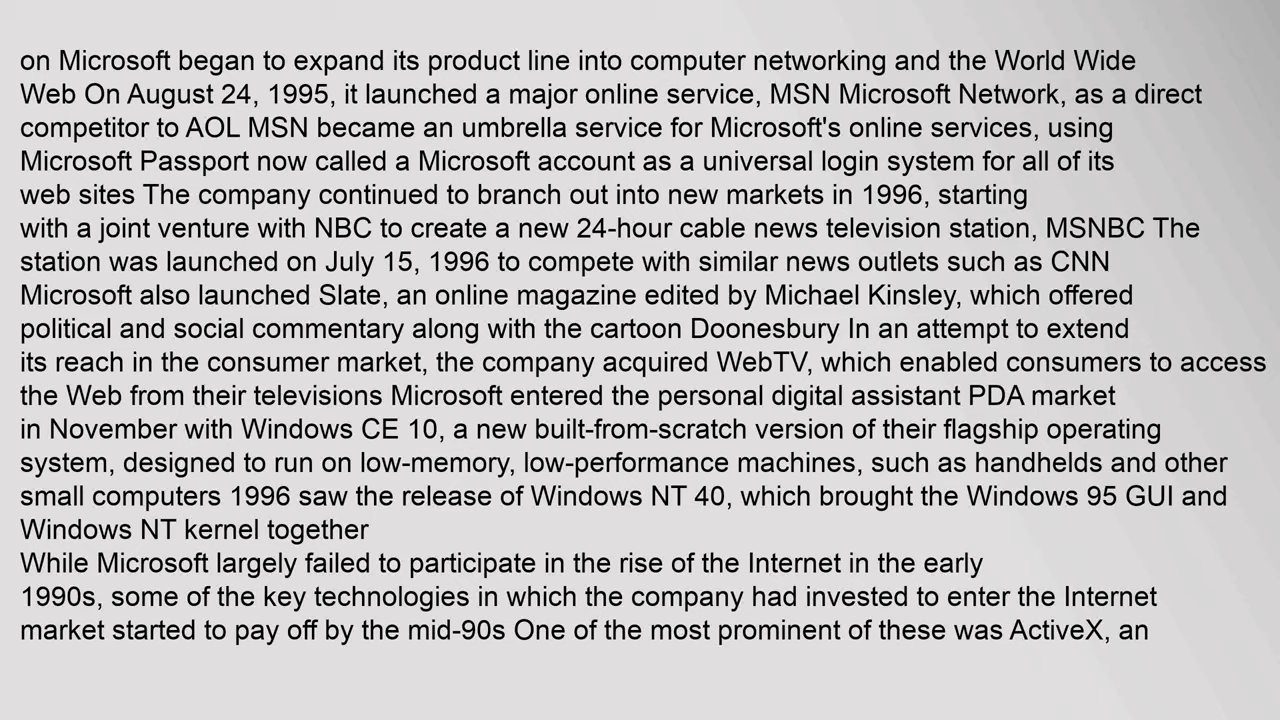 on Microsoft began to expand its product line into computer networking and the World Wide
Web On August 24, 1995, it launched a major online service, MSN Microsoft Network, as a direct
competitor to AOL MSN became an umbrella service for Microsoft's online services, using
Microsoft Passport now called a Microsoft account as a universal login system for all of its
web sites The company continued to branch out into new markets in 1996, starting
with a joint venture with NBC to create a new 24-hour cable news television station, MSNBC The
station was launched on July 15, 1996 to compete with similar news outlets such as CNN
Microsoft also launched Slate, an online magazine edited by Michael Kinsley, which offered
political and social commentary along with the cartoon Doonesbury In an attempt to extend
its reach in the consumer market, the company acquired WebTV, which enabled consumers to access
the Web from their televisions Microsoft entered the personal digital assistant PDA market
in November with Windows CE 10, a new built-from-scratch version of their flagship operating
system, designed to run on low-memory, low-performance machines, such as handhelds and other
small computers 1996 saw the release of Windows NT 40, which brought the Windows 95 GUI and
Windows NT kernel together
While Microsoft largely failed to participate in the rise of the Internet in the early
1990s, some of the key technologies in which the company had invested to enter the Internet
market started to pay off by the mid-90s One of the most prominent of these was ActiveX, an